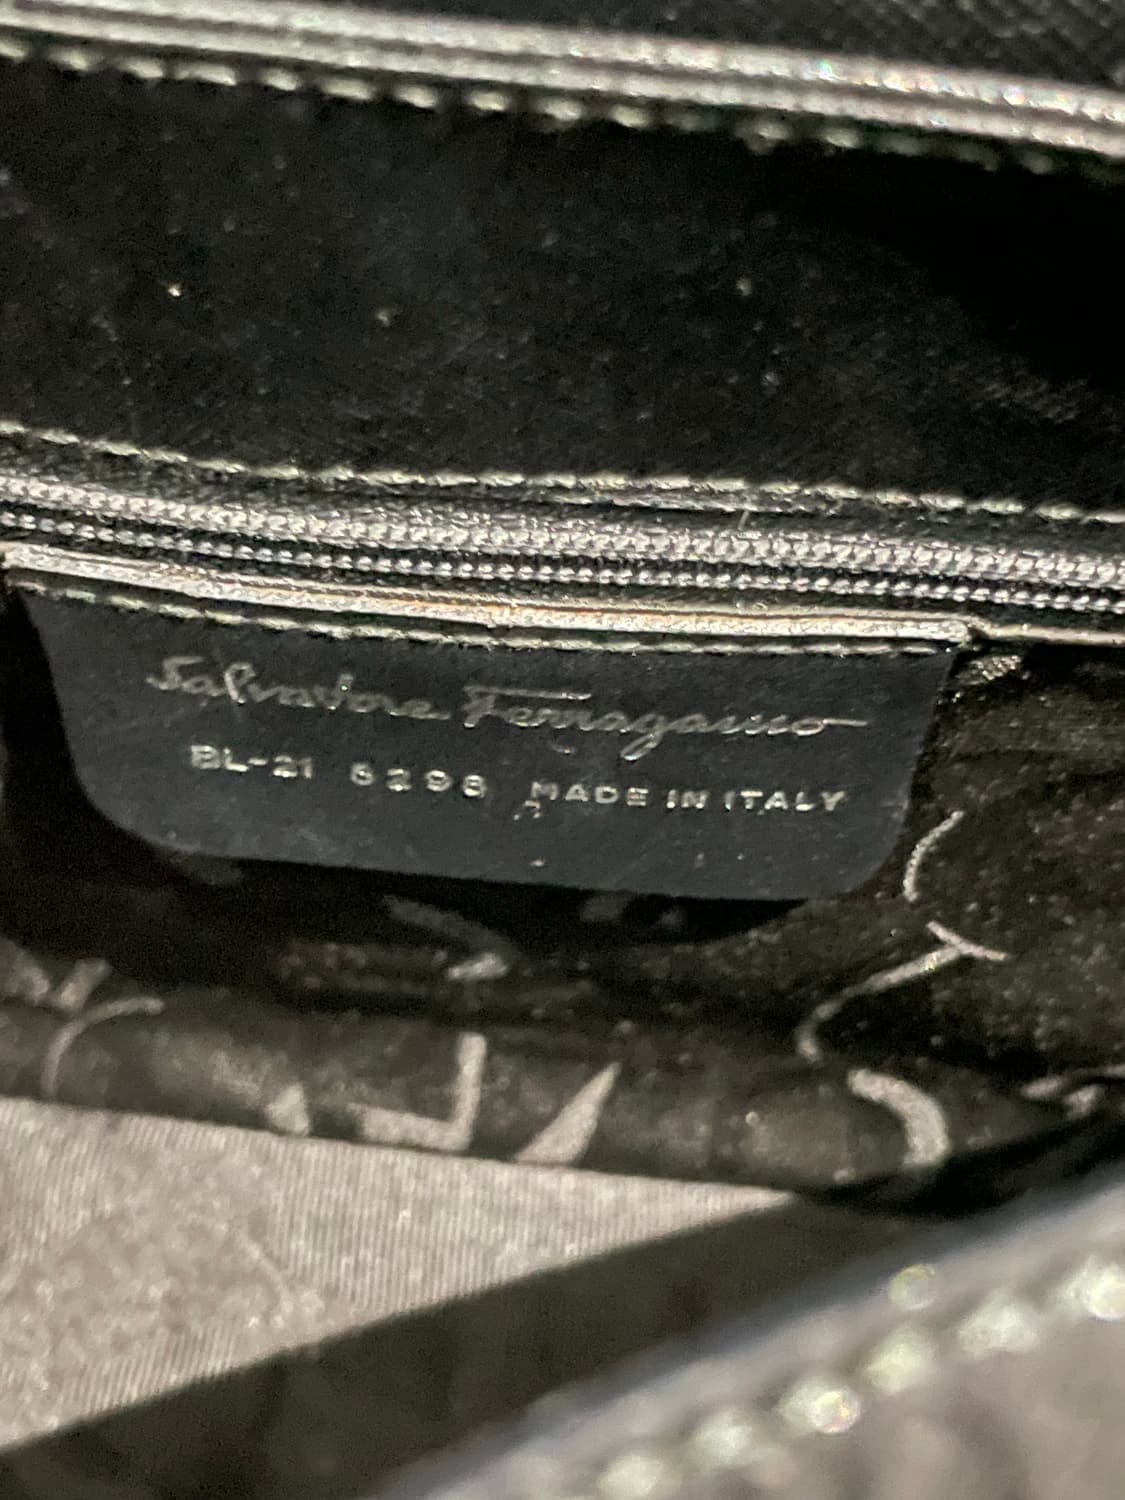 Salvatore Ferragamo
BL-21 6298 MADE IN ITALY